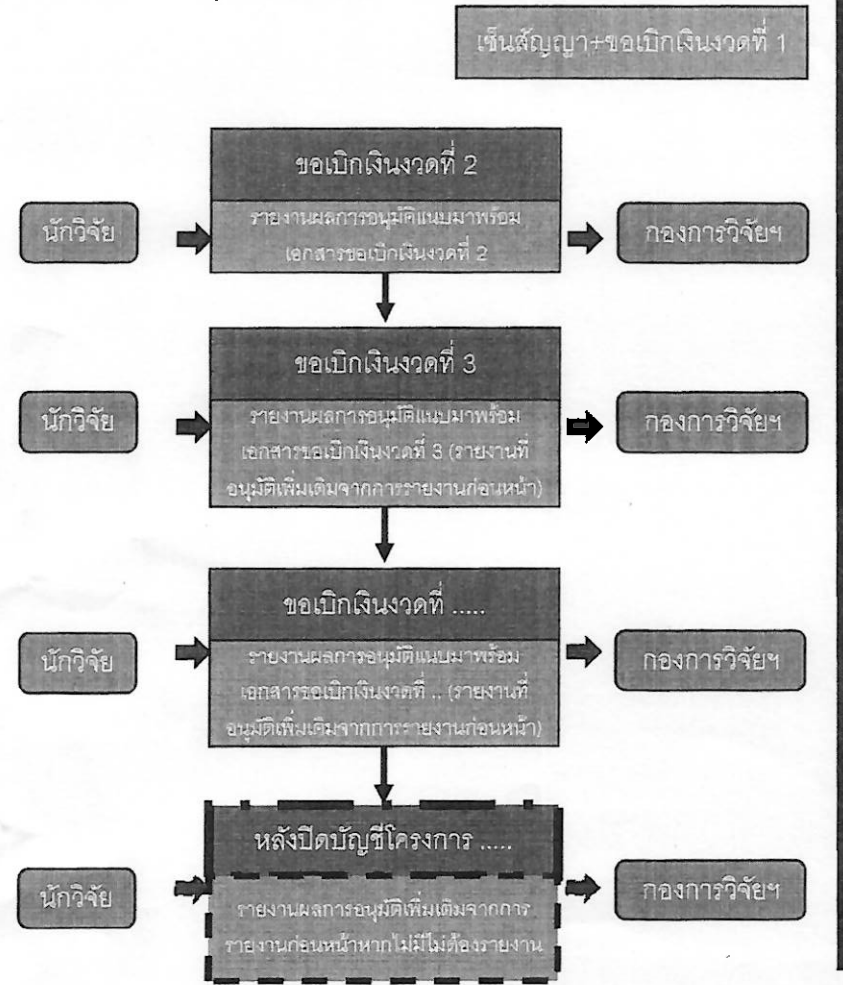 เซ็นสัญญา+ขอเบิกเงินงวดที่ 1
ขอเบิกเงินงวดที่ 2
นักวิจัย
รายงานผลการอนุมัติแนบมาพร้อม
เอกสารขอเบิกเงินงวดที่ 2
กองการวิจัยฯ
ขอเบิกเงินงวดที่ 3
นักวิจัย
รายงานผลการอนุมัติแนบมาพร้อม
เอกสารขอเบิกเงินงวดที่ 3 (รายงานที่
อนุมัติเพิ่มเติมจากการรายงานก่อนหน้า)
กองการวิจัยฯ
ขอเบิกเงินงวดที่ .....
นักวิจัย
รายงานผลการอนุมัติแนบมาพร้อม
เอกสารขอเบิกเงินงวดที่ .. (รายงานที่
อนุมัติเพิ่มเติมจากการรายงานก่อนหน้า)
กองการวิจัยฯ
หลังปิดบัญชีโครงการ .....
นักวิจัย
รายงานผลการอนุมัติเพิ่มเติมจากการ
รายงานก่อนหน้าหากไม่มีไม่ต้องรายงาน
กองการวิจัยฯ